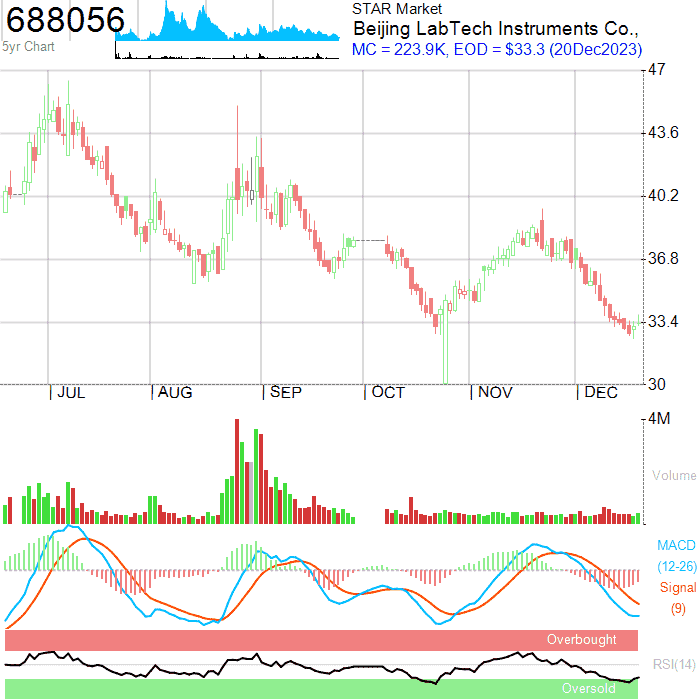 688056
5yr Chart
STAR Market
Beijing LabTech Instruments Co.,
MC = 223.9K, EOD = $33.3 (20Dec2023)
47
43.6
40.2
36.8
33.4
30
JUL AUG SEP OCT NOV DEC
4M
Volume
MACD
(12-26)
Signal
(9)
Overbought
RSI(14)
Oversold